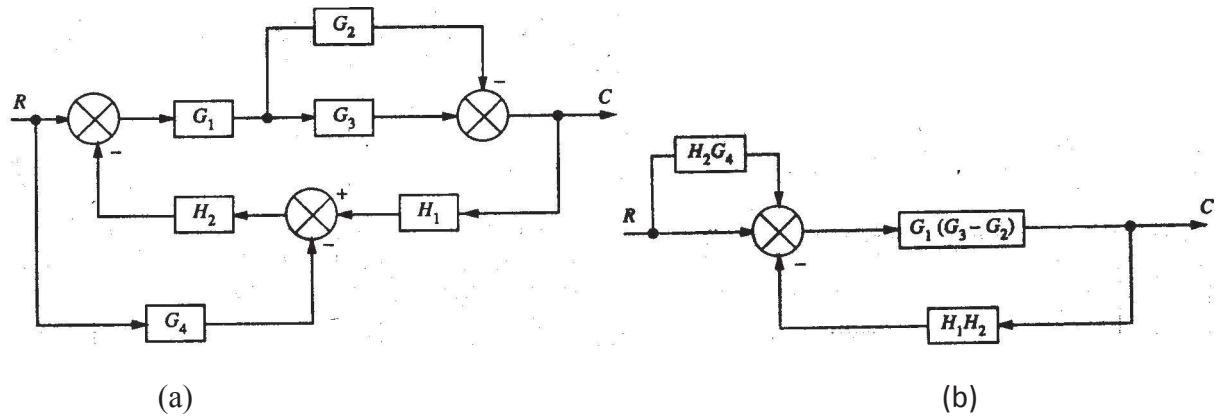 G₂
R
G₁
G₃
C
−
−
H₂
+
−
H₁
G₄
(a)
H₂G₄
R
G₁ (G₃ – G₂)
C
−
H₁H₂
(b)